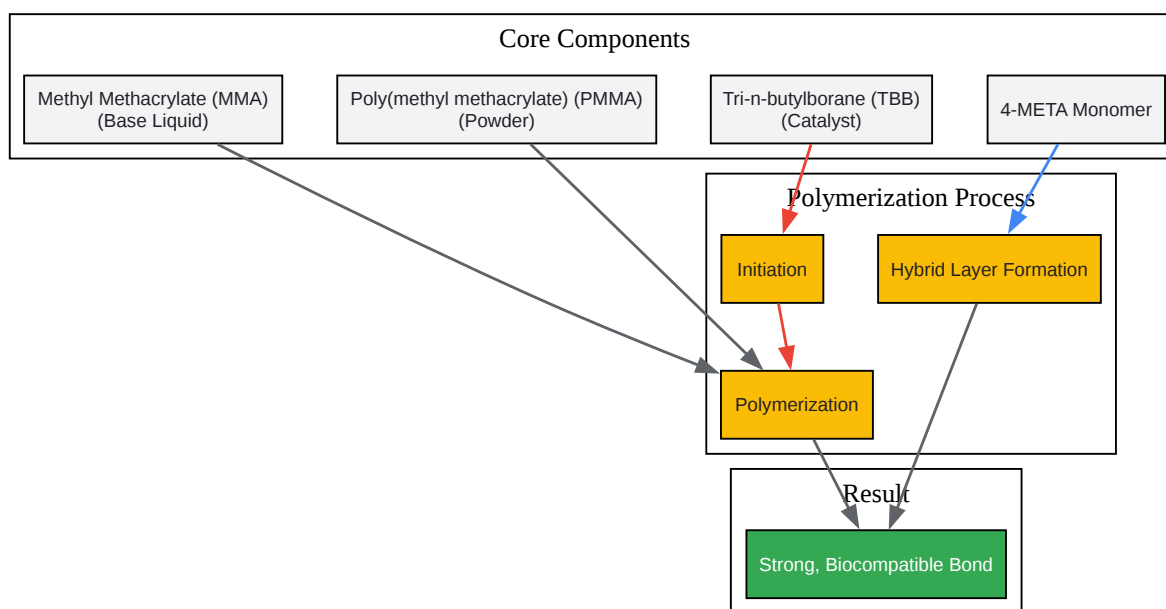 Core Components
Methyl Methacrylate (MMA)
(Base Liquid)
Poly(methyl methacrylate) (PMMA)
(Powder)
Tri-n-butylborane (TBB)
(Catalyst)
4-META Monomer
Polymerization Process
Initiation
Hybrid Layer Formation
Polymerization
Result
Strong, Biocompatible Bond